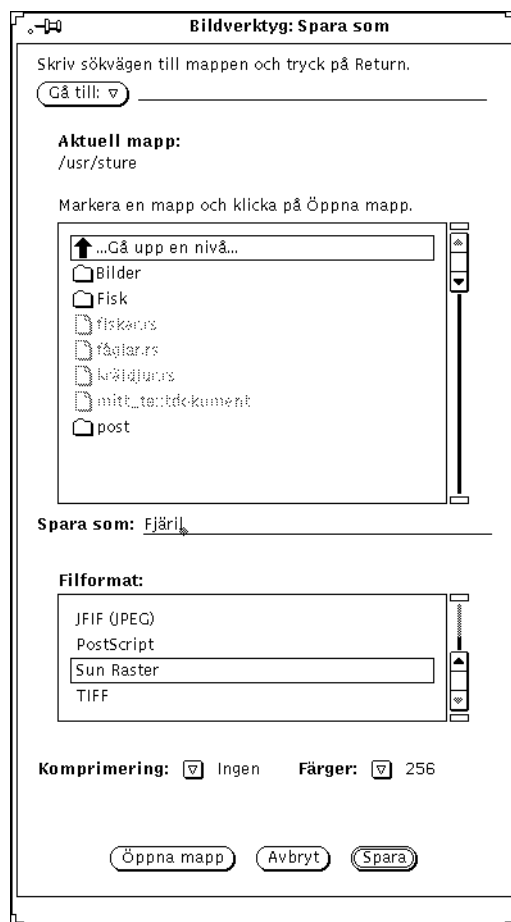 Bildverktyg: Spara som
Skriv sökvägen till mappen och tryck på Return.
Gå till:
Aktuell mapp:
/usr/sture
Markera en mapp och klicka på Öppna mapp.
...Gå upp en nivå...
Bilder
Fisk
fiskar.rs
fåglar.rs
kräldjur.rs
mitt_textdokument
post
Spara som: Fjäril
Filformat:
JFIF (JPEG)
PostScript
Sun Raster
TIFF
Komprimering: Ingen Färger: 256
Öppna mapp Avbryt Spara